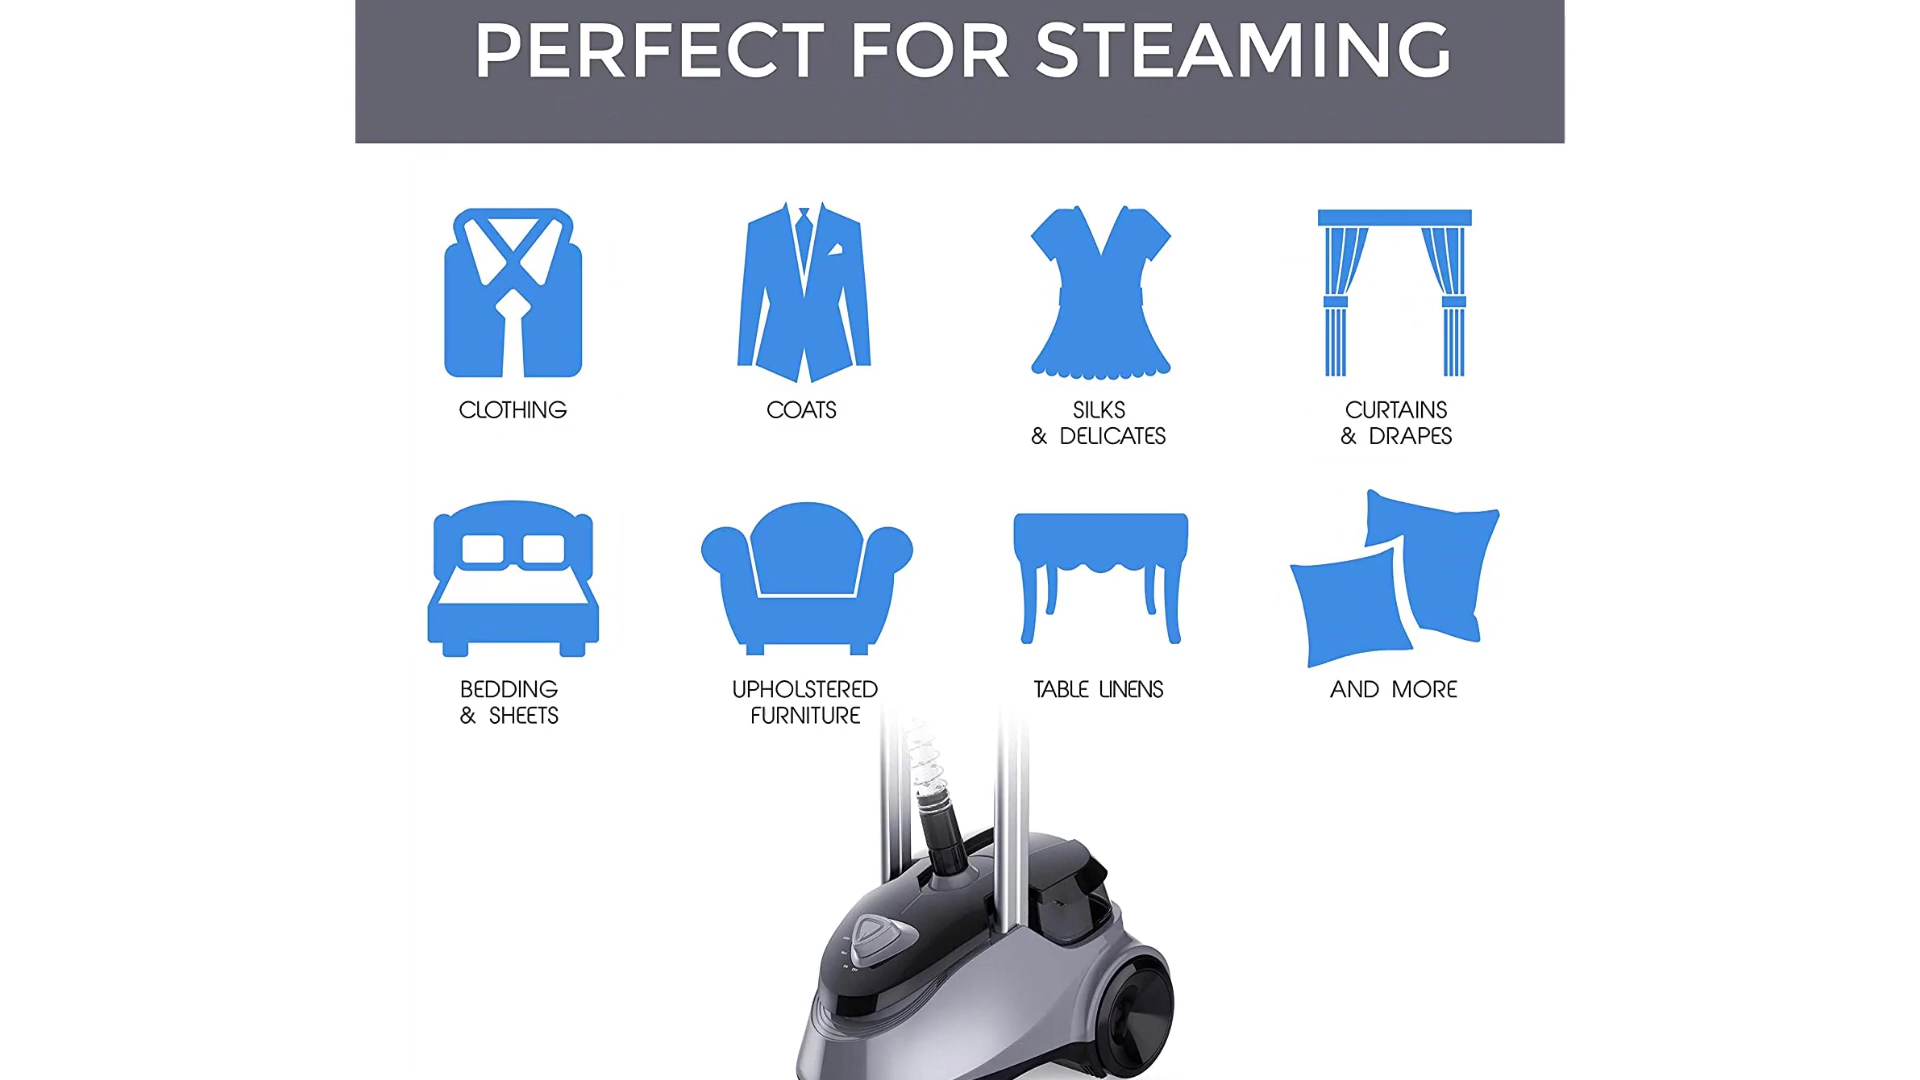 PERFECT FOR STEAMING
CLOTHING
COATS
SILKS
& DELICATES
CURTAINS
& DRAPES
BEDDING
& SHEETS
UPHOLSTERED
FURNITURE
TABLE LINENS
AND MORE